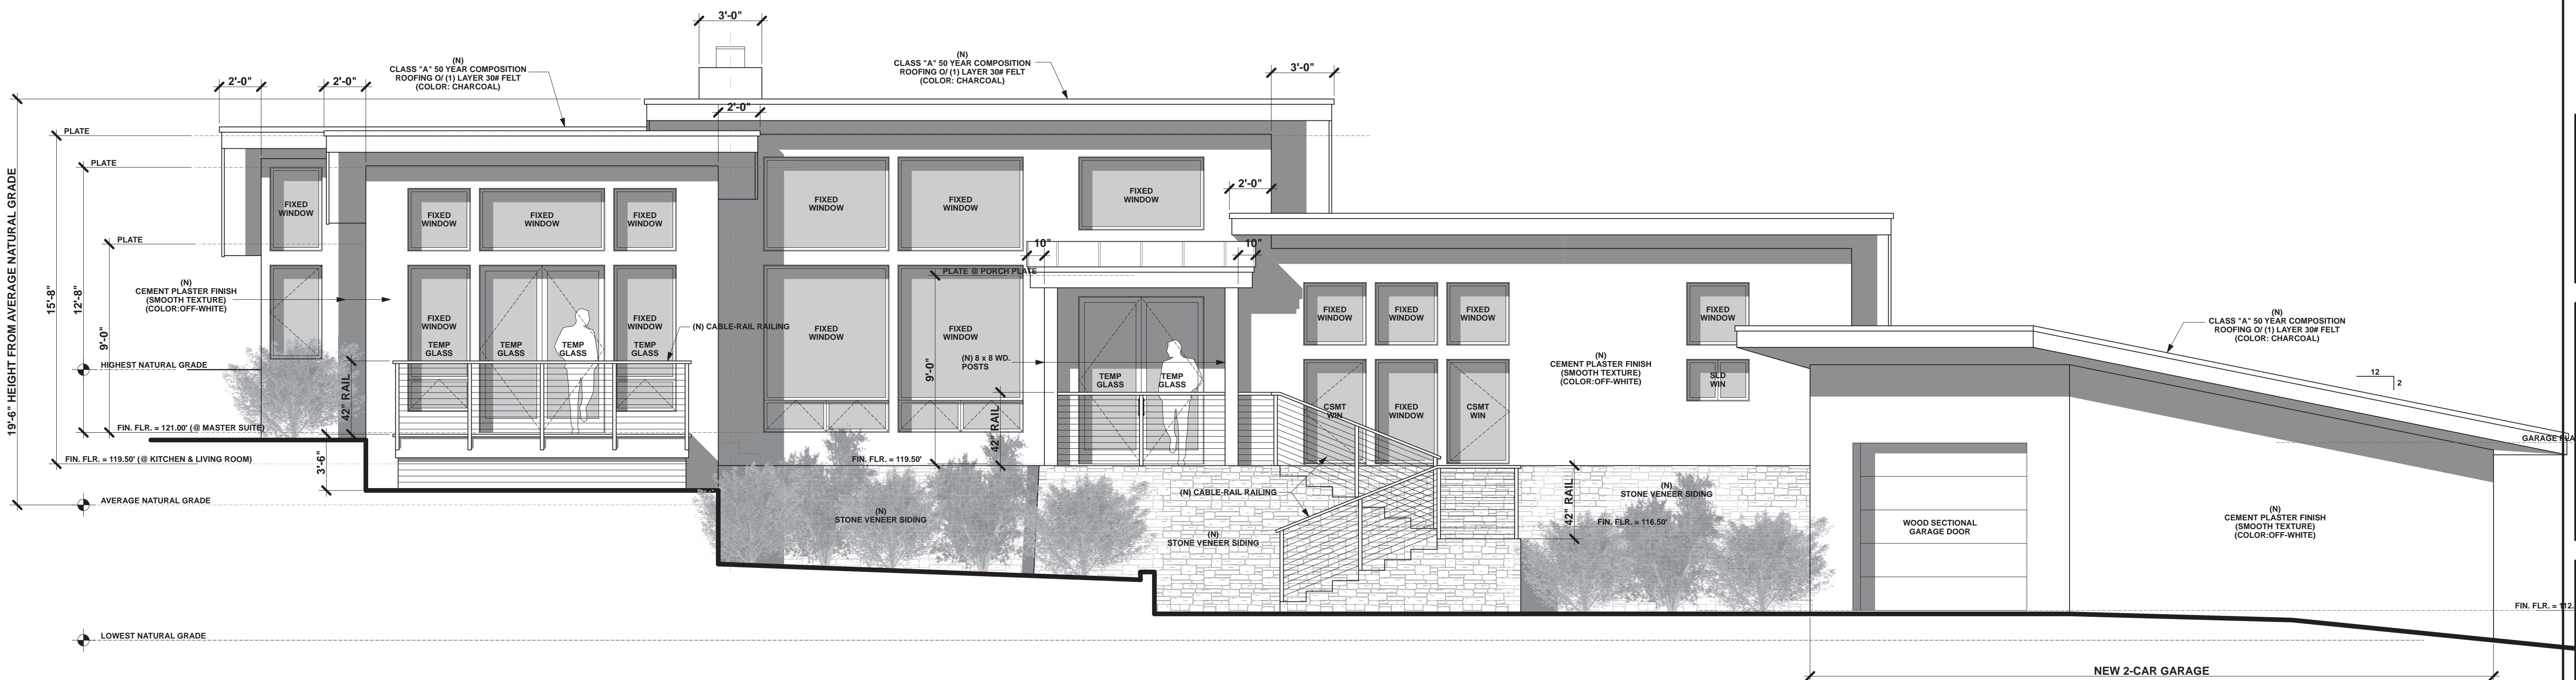 3'-0"
(N)
CLASS "A" 50 YEAR COMPOSITION
ROOFING O/ (1) LAYER 30# FELT
(COLOR: CHARCOAL)
(N)
CLASS "A" 50 YEAR COMPOSITION
ROOFING O/ (1) LAYER 30# FELT
(COLOR: CHARCOAL)
3'-0"
2'-0"
2'-0"
2'-0"
PLATE
PLATE
PLATE
2'-0"
19'-6" HEIGHT FROM AVERAGE NATURAL GRADE
15'-8"
12'-8"
9'-0"
(N)
CEMENT PLASTER FINISH
(SMOOTH TEXTURE)
(COLOR:OFF-WHITE)
FIXED
WINDOW
FIXED
WINDOW
FIXED
WINDOW
FIXED
WINDOW
FIXED
WINDOW
FIXED
WINDOW
FIXED
WINDOW
10"
10"
PLATE @ PORCH PLATE
FIXED
WINDOW
TEMP
GLASS
TEMP
GLASS
TEMP
GLASS
FIXED
WINDOW
TEMP
GLASS
(N) CABLE-RAIL RAILING
FIXED
WINDOW
FIXED
WINDOW
(N) 8 x 8 WD.
POSTS
9'-0"
TEMP
GLASS
TEMP
GLASS
FIXED
WINDOW
FIXED
WINDOW
FIXED
WINDOW
FIXED
WINDOW
(N)
CLASS "A" 50 YEAR COMPOSITION
ROOFING O/ (1) LAYER 30# FELT
(COLOR: CHARCOAL)
12
2
(N)
CEMENT PLASTER FINISH
(SMOOTH TEXTURE)
(COLOR:OFF-WHITE)
SLD
WIN
CSMT
WIN
FIXED
WINDOW
CSMT
WIN
HIGHEST NATURAL GRADE
42" RAIL
42" RAIL
FIN. FLR. = 121.00' (@ MASTER SUITE)
FIN. FLR. = 119.50' (@ KITCHEN & LIVING ROOM)
3'-6"
FIN. FLR. = 119.50'
AVERAGE NATURAL GRADE
(N)
STONE VENEER SIDING
(N) CABLE-RAIL RAILING
(N)
STONE VENEER SIDING
42" RAIL
(N)
STONE VENEER SIDING
FIN. FLR. = 116.50'
WOOD SECTIONAL
GARAGE DOOR
(N)
CEMENT PLASTER FINISH
(SMOOTH TEXTURE)
(COLOR:OFF-WHITE)
GARAGE PLA
FIN. FLR. = 112.
LOWEST NATURAL GRADE
NEW 2-CAR GARAGE